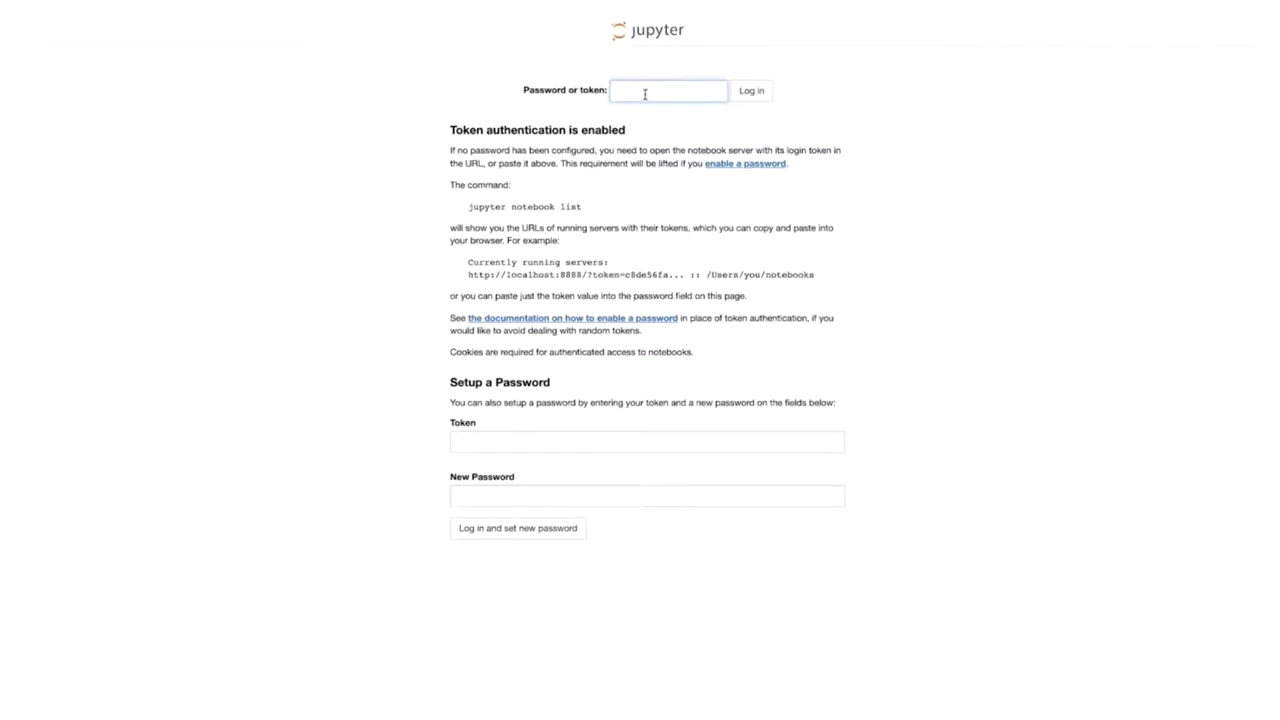 jupyter
Password or token:
Log in
Token authentication is enabled
If no password has been configured, you need to open the notebook server with its login token in
the URL, or paste it above. This requirement will be lifted if you enable a password.
The command:
jupyter notebook list
will show you the URLs of running servers with their tokens, which you can copy and paste into
your browser. For example:
Currently running servers:
http://localhost:8888/?token=c8de56fa... :: /Users/you/notebooks
or you can paste just the token value into the password field on this page.
See the documentation on how to enable a password in place of token authentication, if you
would like to avoid dealing with random tokens.
Cookies are required for authenticated access to notebooks.
Setup a Password
You can also setup a password by entering your token and a new password on the fields below:
Token
New Password
Log in and set new password